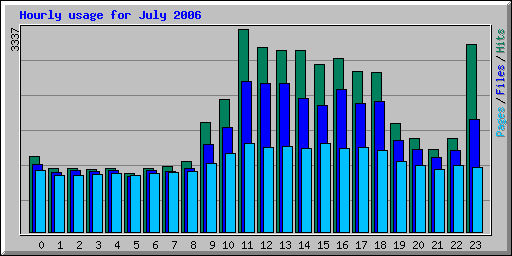 Hourly usage for July 2006
3337
Pages / Files / Hits
0 1 2 3 4 5 6 7 8 9 10 11 12 13 14 15 16 17 18 19 20 21 22 23